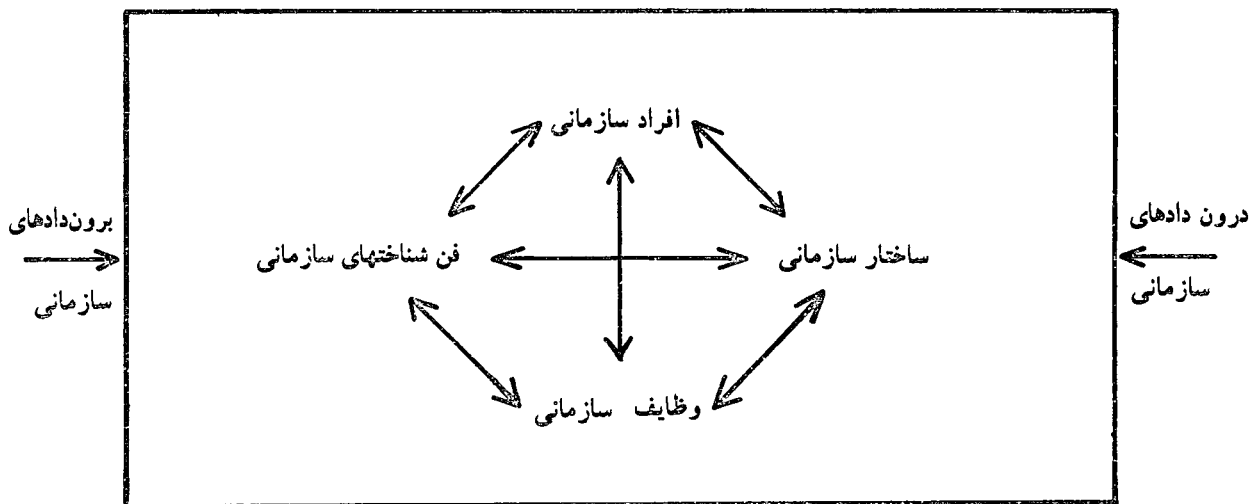 افراد سازمانی
درون دادهای
سازمانی
ساختار سازمانی
فن شناختهای سازمانی
برون‌دادهای
سازمانی
وظایف سازمانی